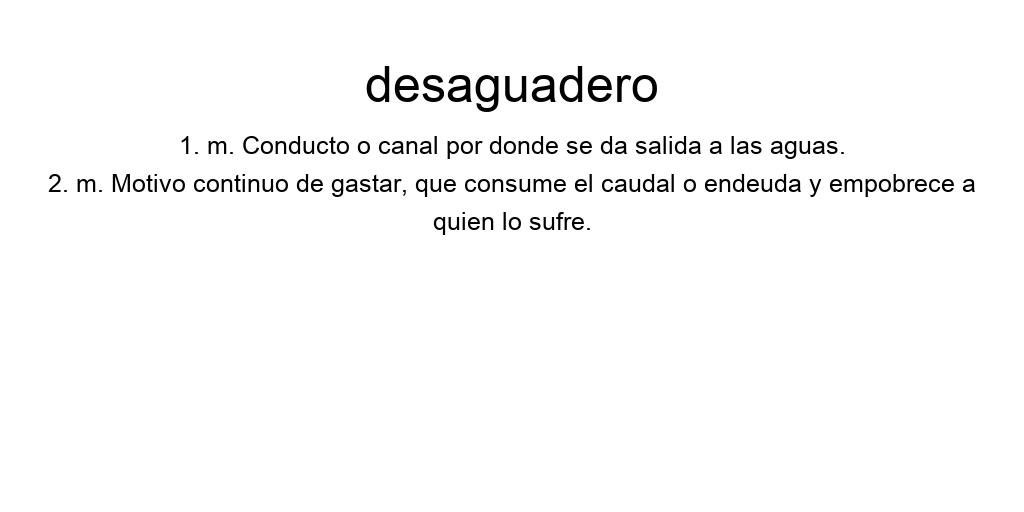 desaguadero
1. m. Conducto o canal por donde se da salida a las aguas.
2. m. Motivo continuo de gastar, que consume el caudal o endeuda y empobrece a
quien lo sufre.